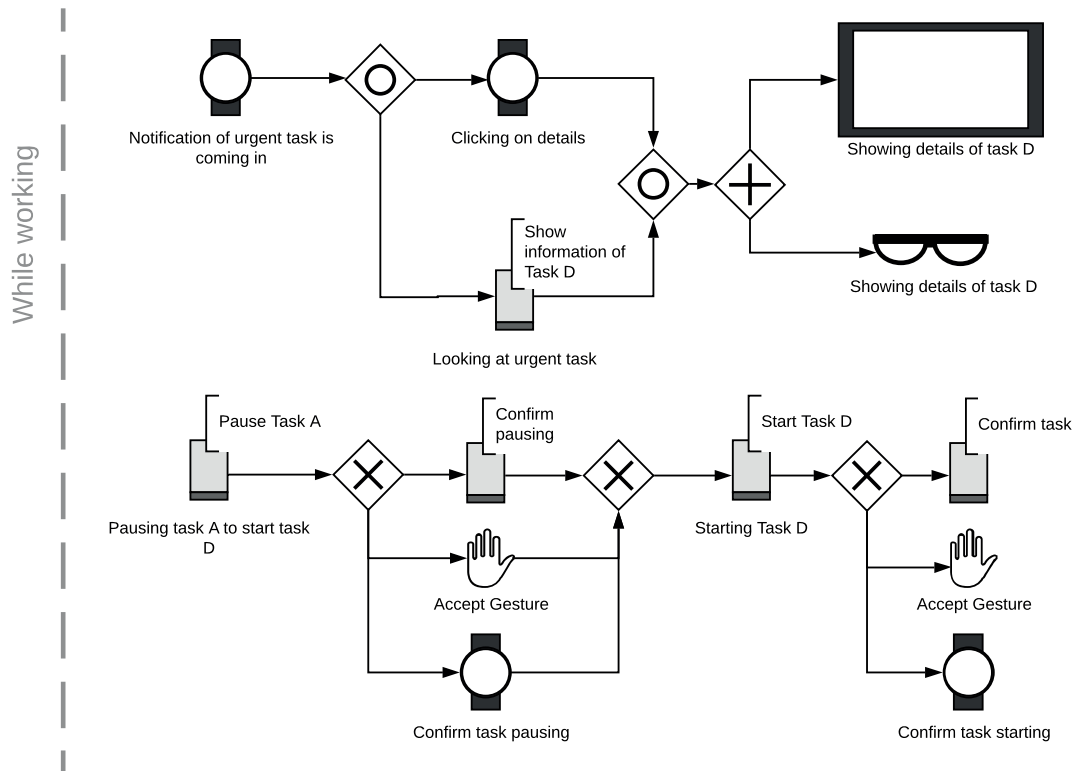 While working
Notification of urgent task is
coming in
Clicking on details
Showing details of task D
Show
information of
Task D
Showing details of task D
Looking at urgent task
Pause Task A
Confirm
pausing
Start Task D
Confirm task
Pausing task A to start task
D
Starting Task D
Accept Gesture
Accept Gesture
Confirm task pausing
Confirm task starting